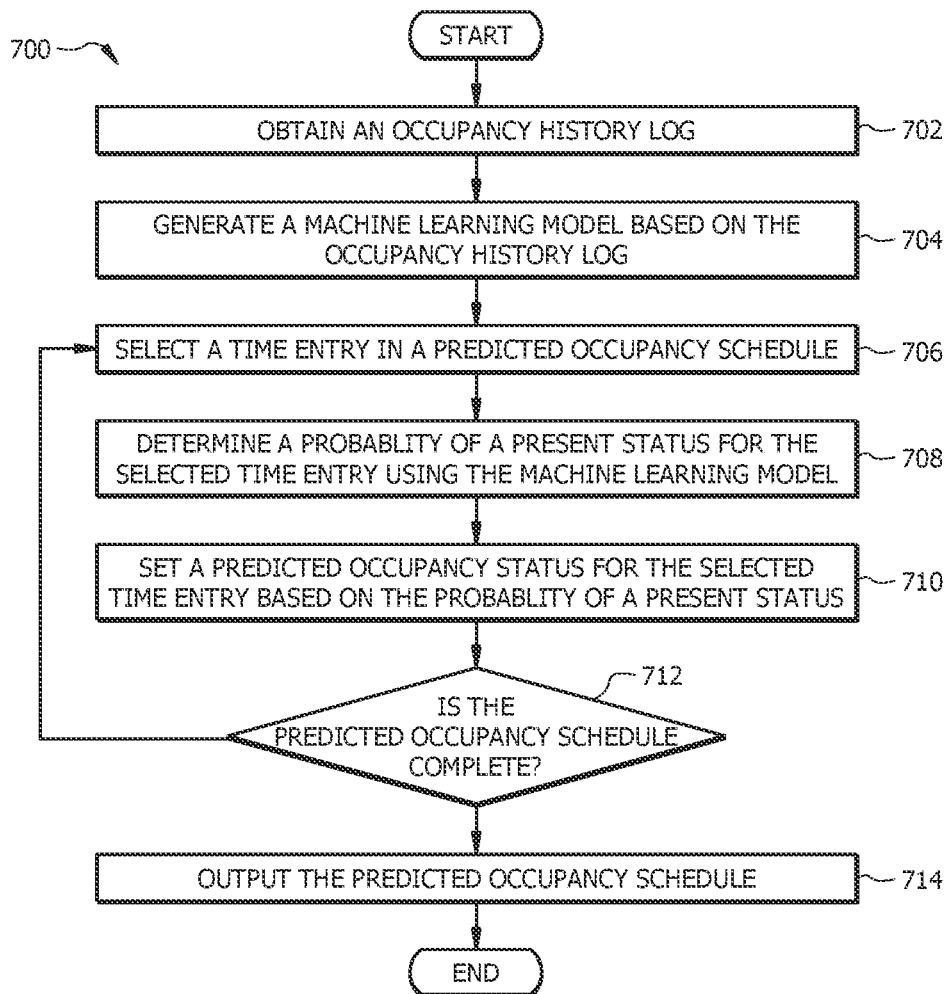 700
START
OBTAIN AN OCCUPANCY HISTORY LOG
702
GENERATE A MACHINE LEARNING MODEL BASED ON THE
OCCUPANCY HISTORY LOG
704
SELECT A TIME ENTRY IN A PREDICTED OCCUPANCY SCHEDULE
706
DETERMINE A PROBABLITY OF A PRESENT STATUS FOR THE
SELECTED TIME ENTRY USING THE MACHINE LEARNING MODEL
708
SET A PREDICTED OCCUPANCY STATUS FOR THE SELECTED
TIME ENTRY BASED ON THE PROBABLITY OF A PRESENT STATUS
710
712
IS THE
PREDICTED OCCUPANCY SCHEDULE
COMPLETE?
OUTPUT THE PREDICTED OCCUPANCY SCHEDULE
714
END